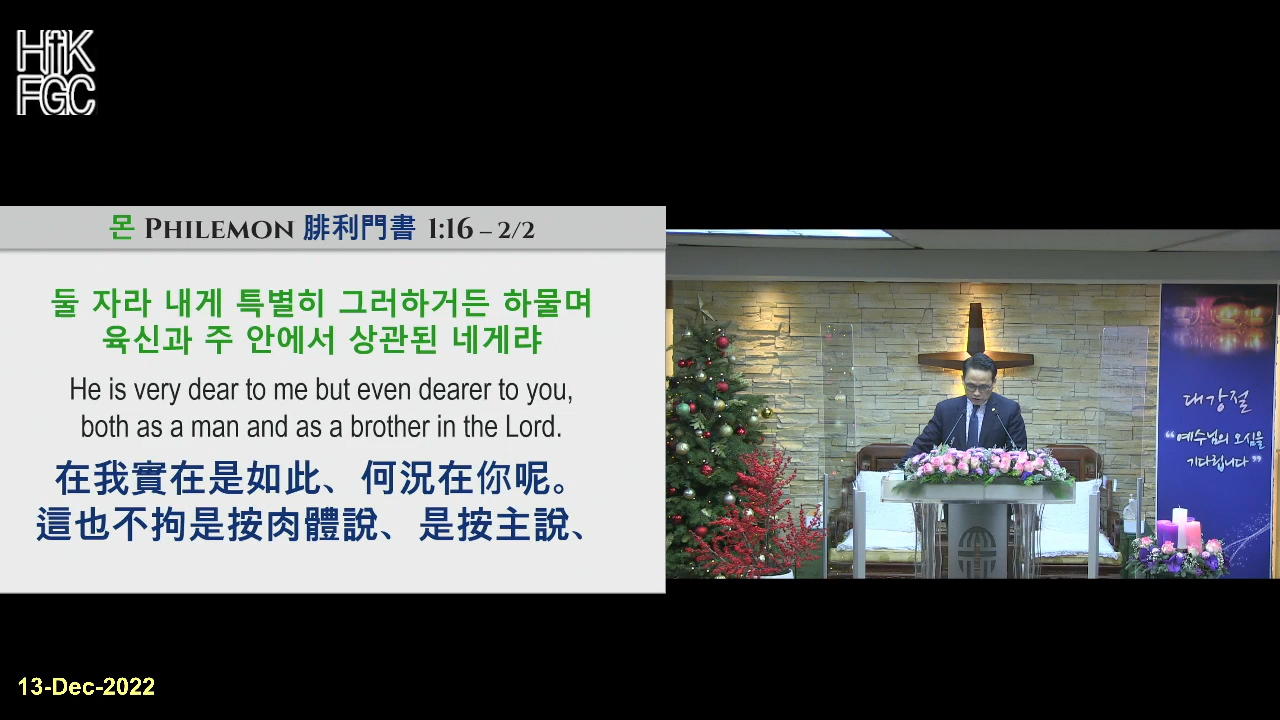 HfK
FGC
몬 PHILEMON 腓利門書 1:16 – 2/2
둘 자라 내게 특별히 그러하거든 하물며
육신과 주 안에서 상관된 네게랴
He is very dear to me but even dearer to you,
both as a man and as a brother in the Lord.
在我實在是如此、何況在你呢。
這也不拘是按肉體說、是按主說、
대강절
“예수님의 오심을
기다립니다”
13-Dec-2022